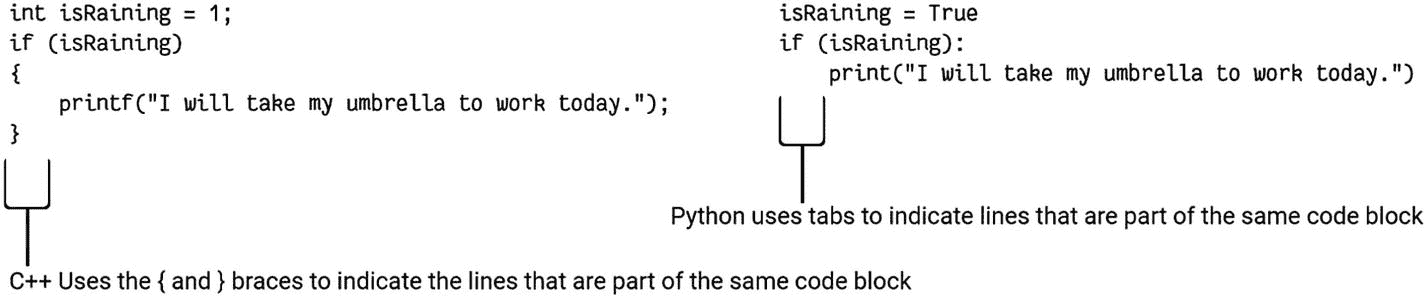 int isRaining = 1;
if (isRaining)
{
    printf("I will take my umbrella to work today.");
}
C++ Uses the { and } braces to indicate the lines that are part of the same code block
isRaining = True
if (isRaining):
    print("I will take my umbrella to work today.")
Python uses tabs to indicate lines that are part of the same code block